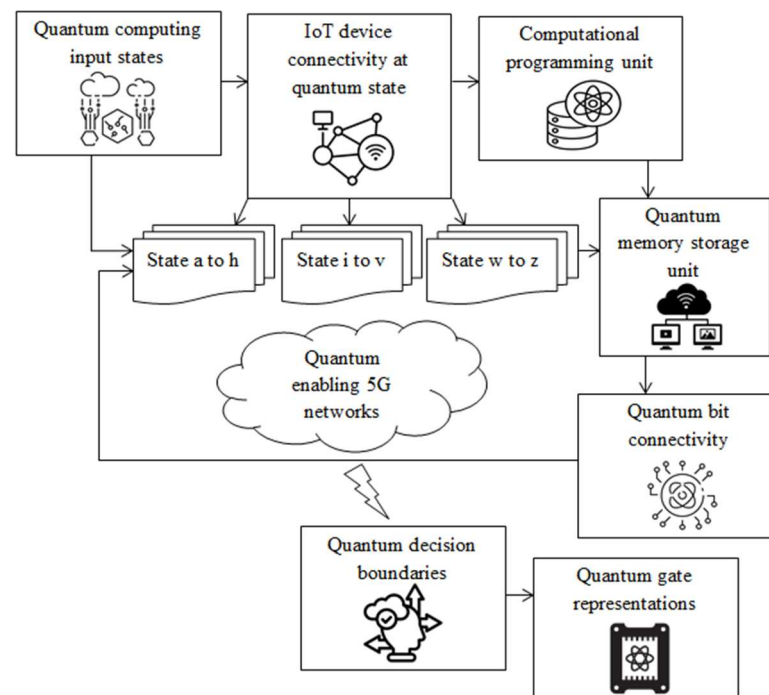 Quantum computing
input states
IoT device
connectivity at
quantum state
Computational
programming unit
State a to h
State i to v
State w to z
Quantum
memory storage
unit
Quantum
enabling 5G
networks
Quantum bit
connectivity
Quantum decision
boundaries
Quantum gate
representations